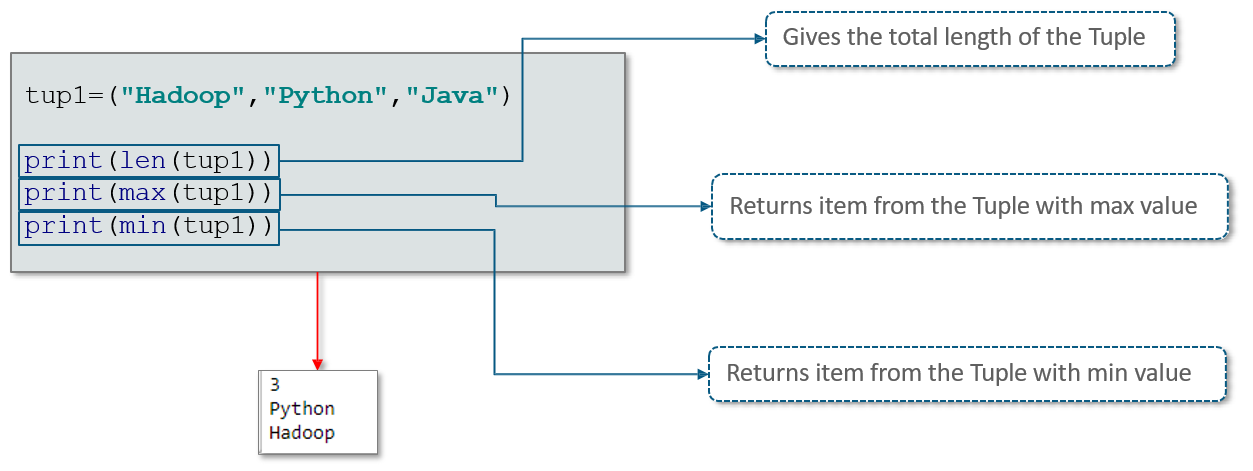 Gives the total length of the Tuple
tup1=("Hadoop","Python","Java")
print(len(tup1))
print(max(tup1))
print(min(tup1))
Returns item from the Tuple with max value
Returns item from the Tuple with min value
3
Python
Hadoop